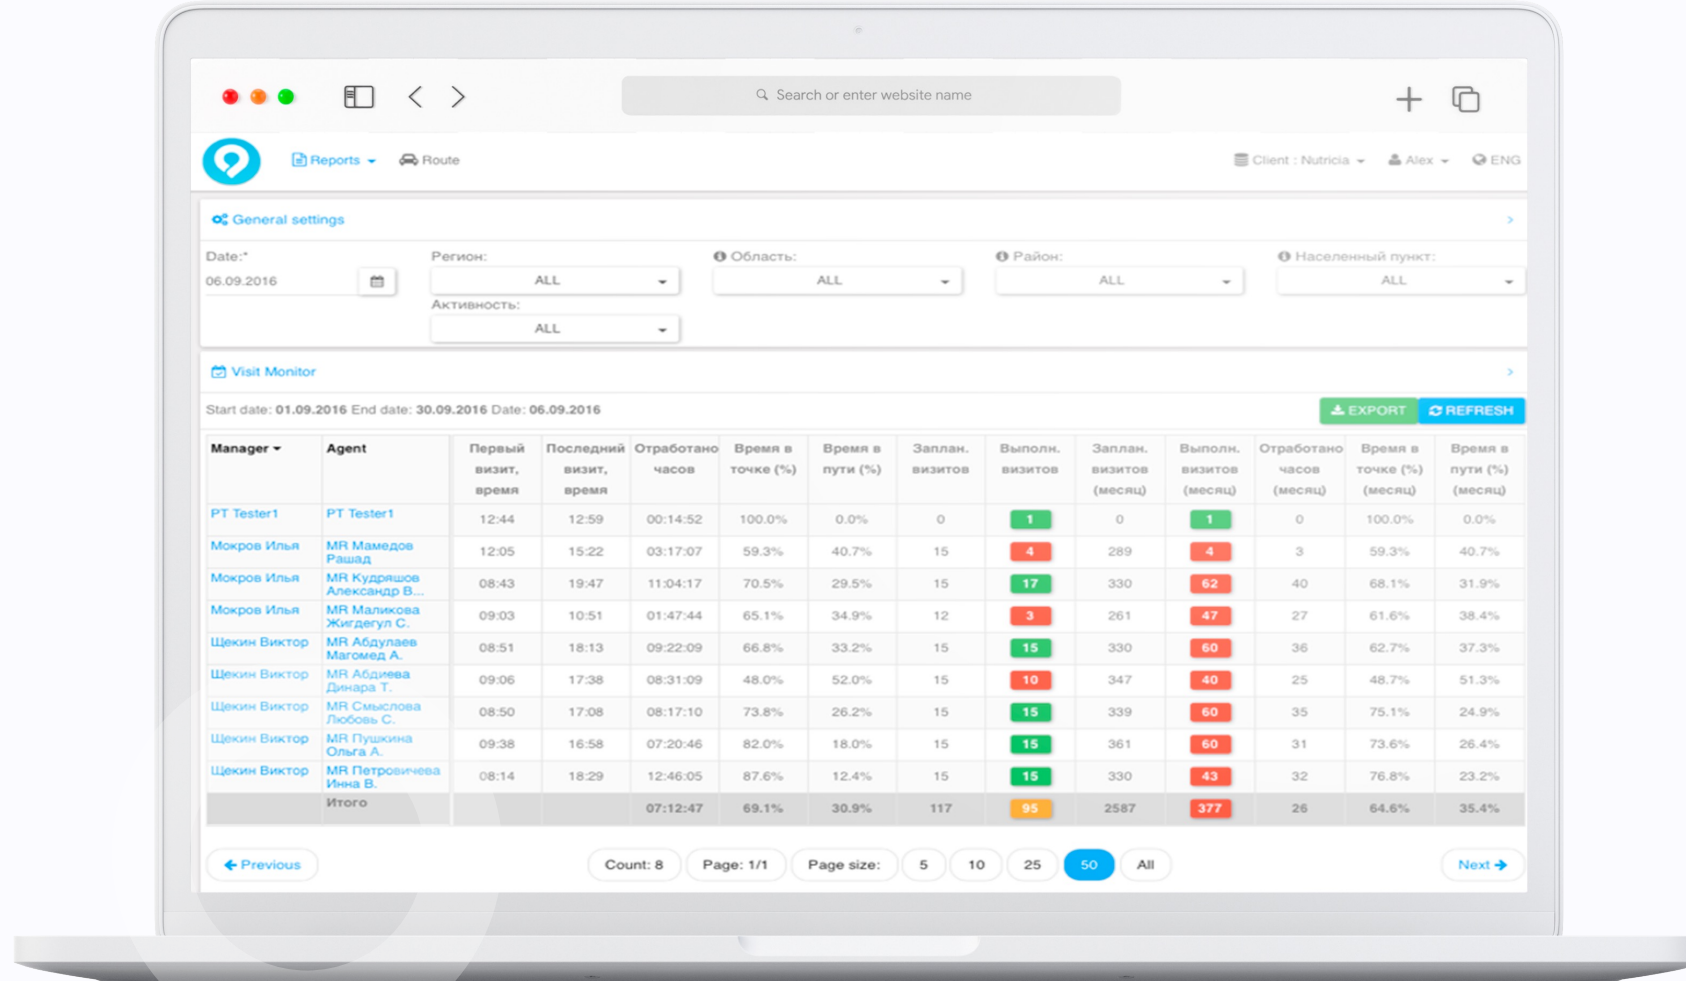 Search or enter website name
Reports Route Client : Nutricia Alex ENG
General settings
Date:* Регион: Область: Район: Населенный пункт:
06.09.2016 ALL ALL ALL ALL
Активность:
ALL
Visit Monitor
Start date: 01.09.2016 End date: 30.09.2016 Date: 06.09.2016 EXPORT REFRESH
Manager Agent Первый Последний Отработано Время в Время в Заплан. Выполн. Заплан. Выполн. Отработано Время в Время в
визит, визит, часов точке (%) пути (%) визитов визитов визитов визитов часов точке (%) пути (%)
время время (месяц) (месяц) (месяц) (месяц) (месяц)
PT Tester1 PT Tester1 12:44 12:59 00:14:52 100.0% 0.0% 0 1 0 1 0 100.0% 0.0%
Мокров Илья MR Мамедов 12:05 15:22 03:17:07 59.3% 40.7% 15 4 289 4 3 59.3% 40.7%
Рашад
Мокров Илья MR Кудряшов 08:43 19:47 11:04:17 70.5% 29.5% 15 17 330 62 40 68.1% 31.9%
Александр В...
Мокров Илья MR Маликова 09:03 10:51 01:47:44 65.1% 34.9% 12 3 261 47 27 61.6% 38.4%
Жигдегул С.
Щекин Виктор MR Абдулаев 08:51 18:13 09:22:09 66.8% 33.2% 15 15 330 60 36 62.7% 37.3%
Магомед А.
Щекин Виктор MR Абдиева 09:06 17:38 08:31:09 48.0% 52.0% 15 10 347 40 25 48.7% 51.3%
Динара Т.
Щекин Виктор MR Смыслова 08:50 17:08 08:17:10 73.8% 26.2% 15 15 339 60 35 75.1% 24.9%
Любовь С.
Щекин Виктор MR Пушкина 09:38 16:58 07:20:46 82.0% 18.0% 15 15 361 60 31 73.6% 26.4%
Ольга А.
Щекин Виктор MR Петровичева 08:14 18:29 12:46:05 87.6% 12.4% 15 15 330 43 32 76.8% 23.2%
Инна В.
Итого 07:12:47 69.1% 30.9% 117 95 2587 377 26 64.6% 35.4%
Previous Count: 8 Page: 1/1 Page size: 5 10 25 50 All Next